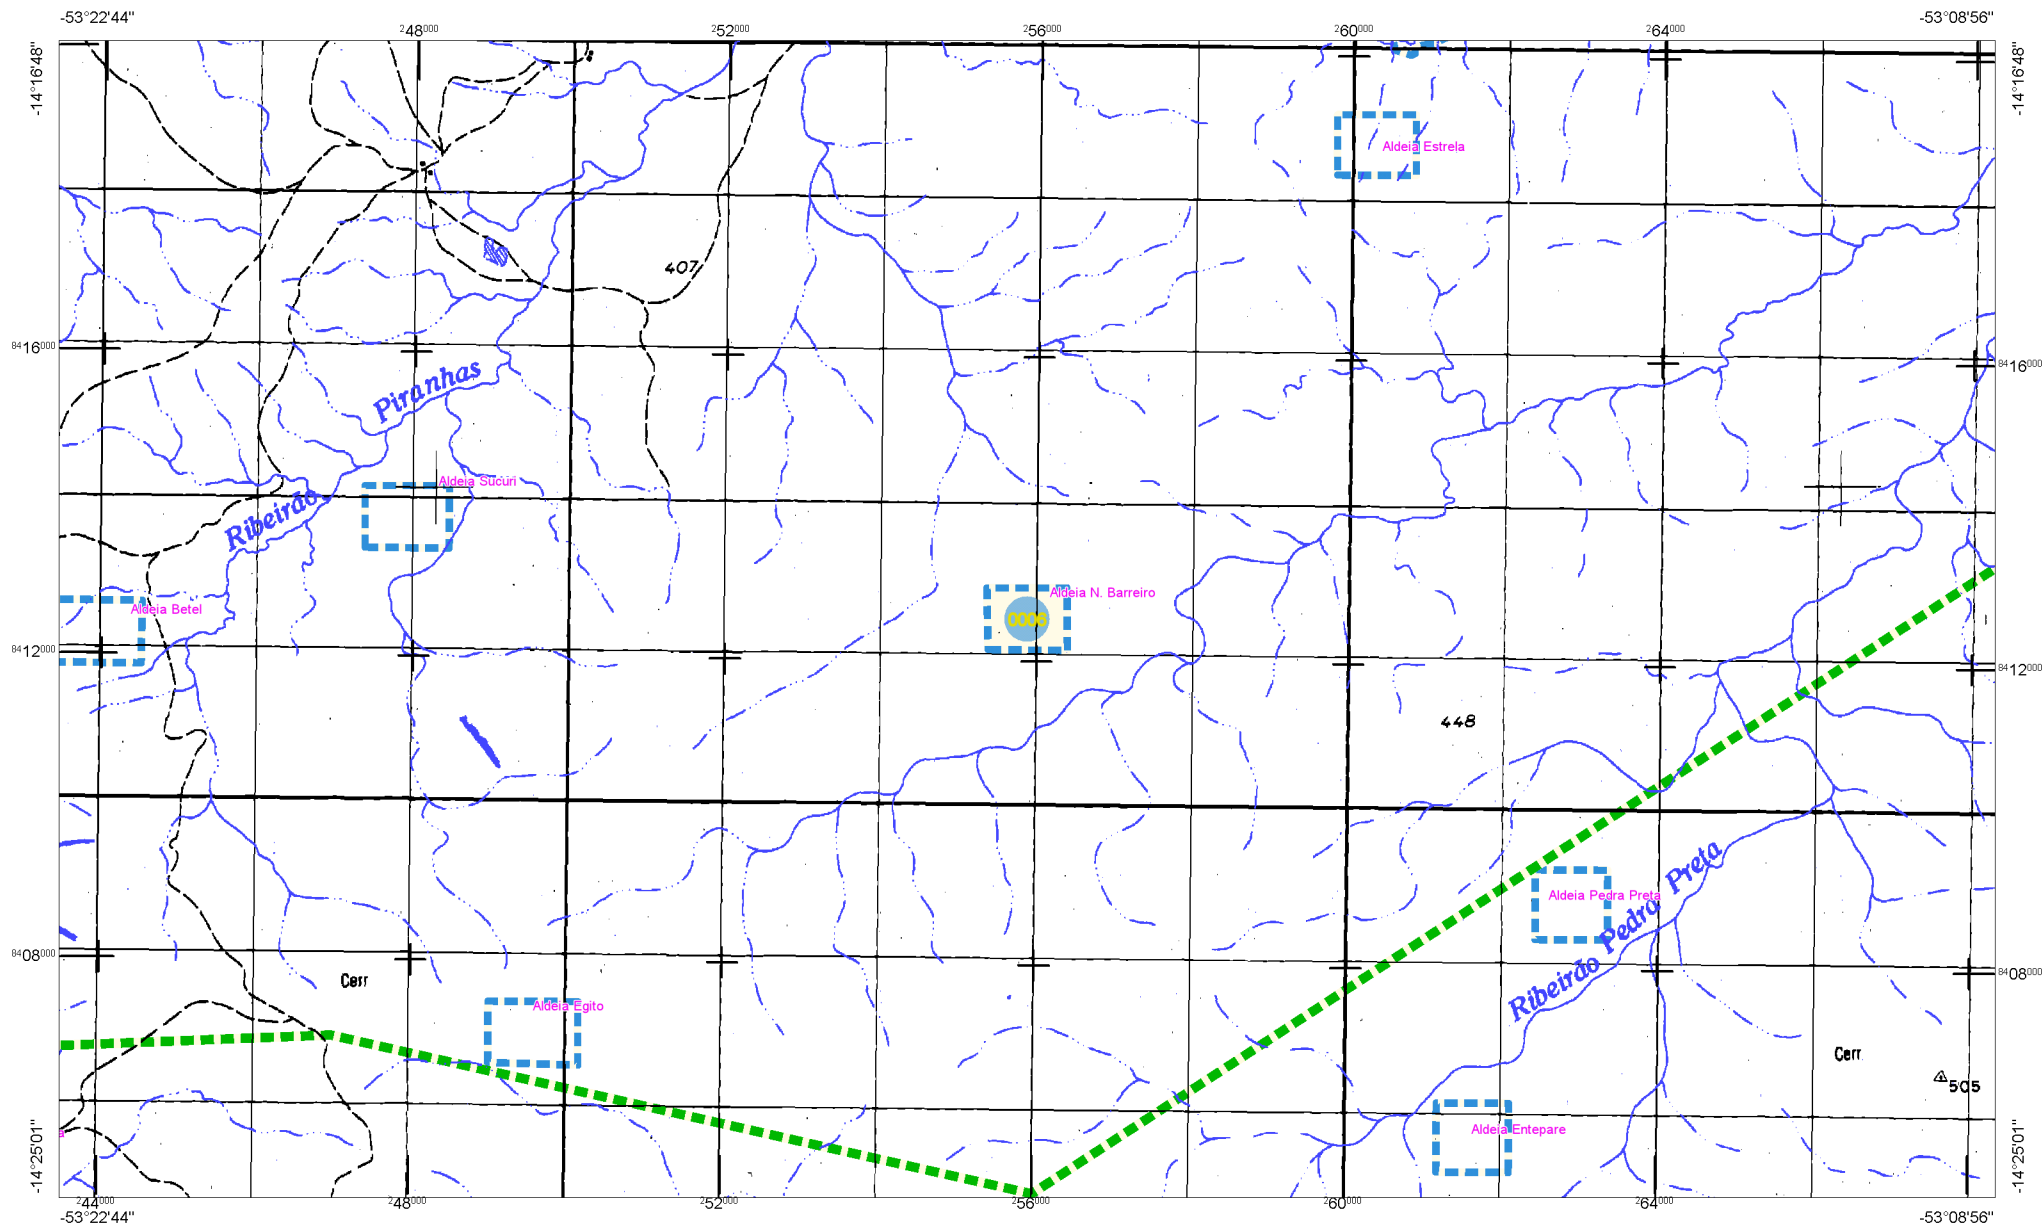 -53°22'44"
-53°08'56"
248000
252000
256000
260000
264000
-14°16'48"
-14°16'48"
Aldeia Estrela
407
8416000
8416000
Piranhas
Aldeia Sucuri
Ribeirão
Aldeia N. Barreiro
0006
Aldeia Betel
8412000
8412000
448
Ribeirão Pedra Preta
Aldeia Pedra Preta
8408000
8408000
Cerr
Aldeia Egito
Cerr
505
Aldeia Entepare
a
-14°25'01"
-14°25'01"
244000
248000
252000
256000
260000
264000
-53°22'44"
-53°08'56"